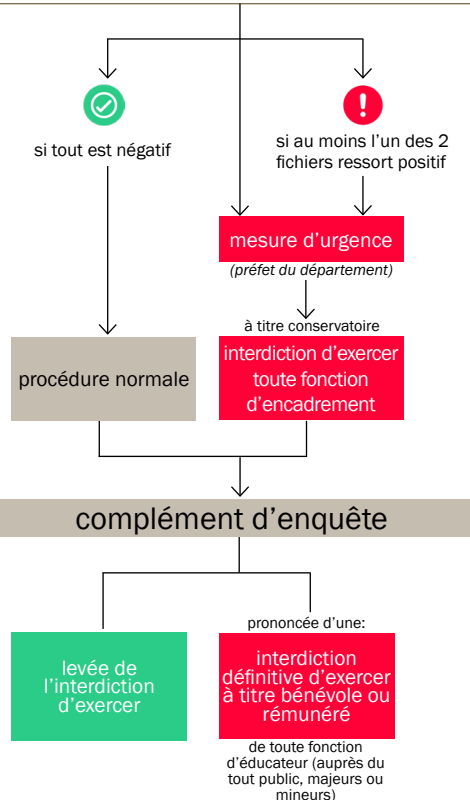 si tout est négatif
si au moins l'un des 2
fichiers ressort positif
mesure d'urgence
(préfet du département)
à titre conservatoire
procédure normale
interdiction d'exercer
toute fonction
d'encadrement
complément d'enquête
levée de
l'interdiction
d'exercer
prononcée d'une:
interdiction
définitive d'exercer
à titre bénévole ou
rémunéré
de toute fonction
d'éducateur (auprès du
tout public, majeurs ou
mineurs)